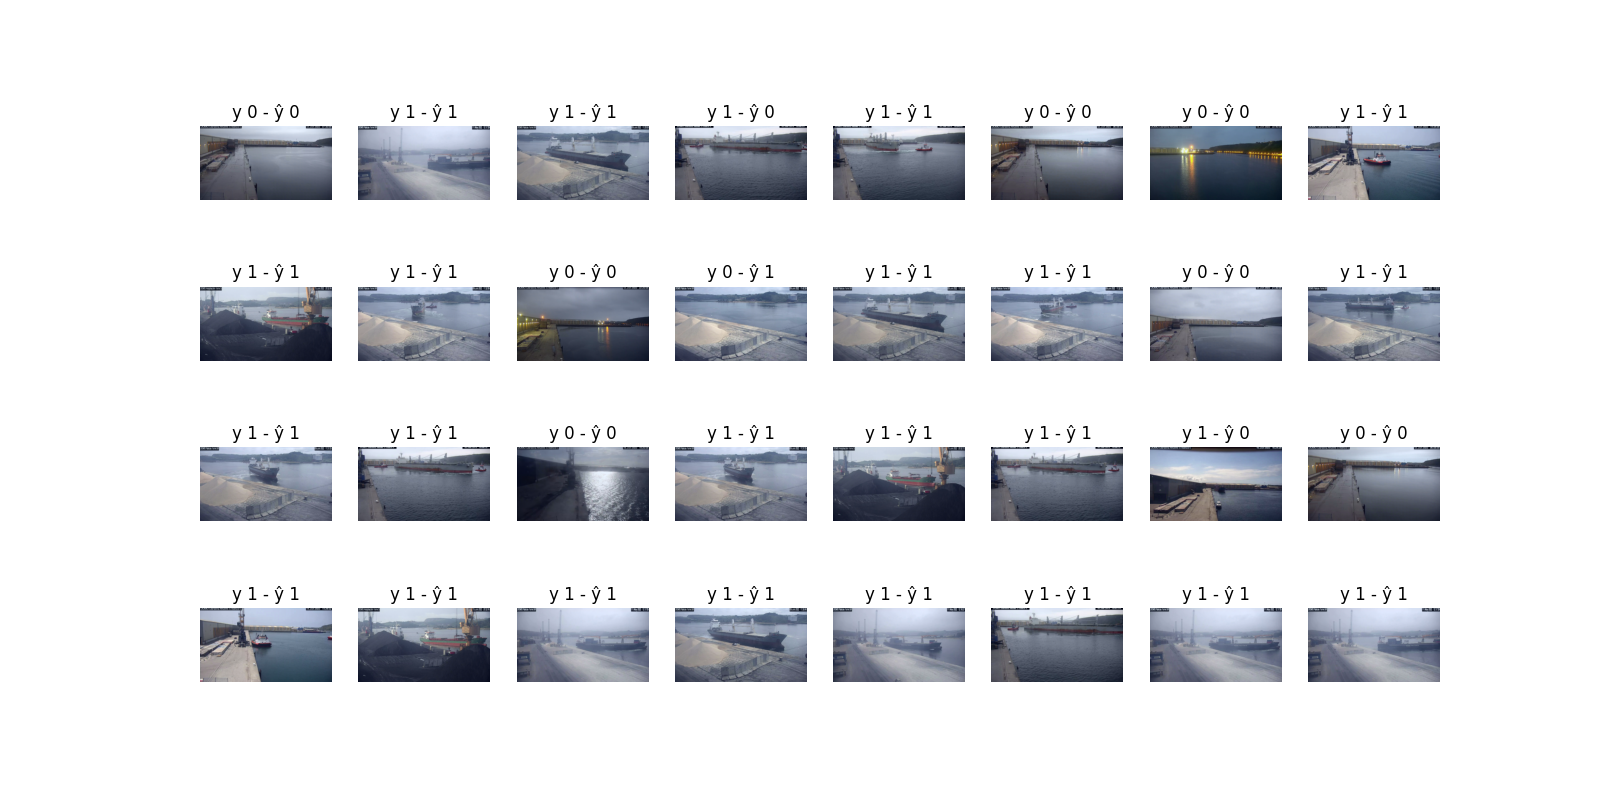 y 0 - ŷ 0 y 1 - ŷ 1 y 1 - ŷ 1 y 1 - ŷ 0 y 1 - ŷ 1 y 0 - ŷ 0 y 0 - ŷ 0 y 1 - ŷ 1
y 1 - ŷ 1 y 1 - ŷ 1 y 0 - ŷ 0 y 0 - ŷ 1 y 1 - ŷ 1 y 1 - ŷ 1 y 0 - ŷ 0 y 1 - ŷ 1
y 1 - ŷ 1 y 1 - ŷ 1 y 0 - ŷ 0 y 1 - ŷ 1 y 1 - ŷ 1 y 1 - ŷ 1 y 1 - ŷ 0 y 0 - ŷ 0
y 1 - ŷ 1 y 1 - ŷ 1 y 1 - ŷ 1 y 1 - ŷ 1 y 1 - ŷ 1 y 1 - ŷ 1 y 1 - ŷ 1 y 1 - ŷ 1